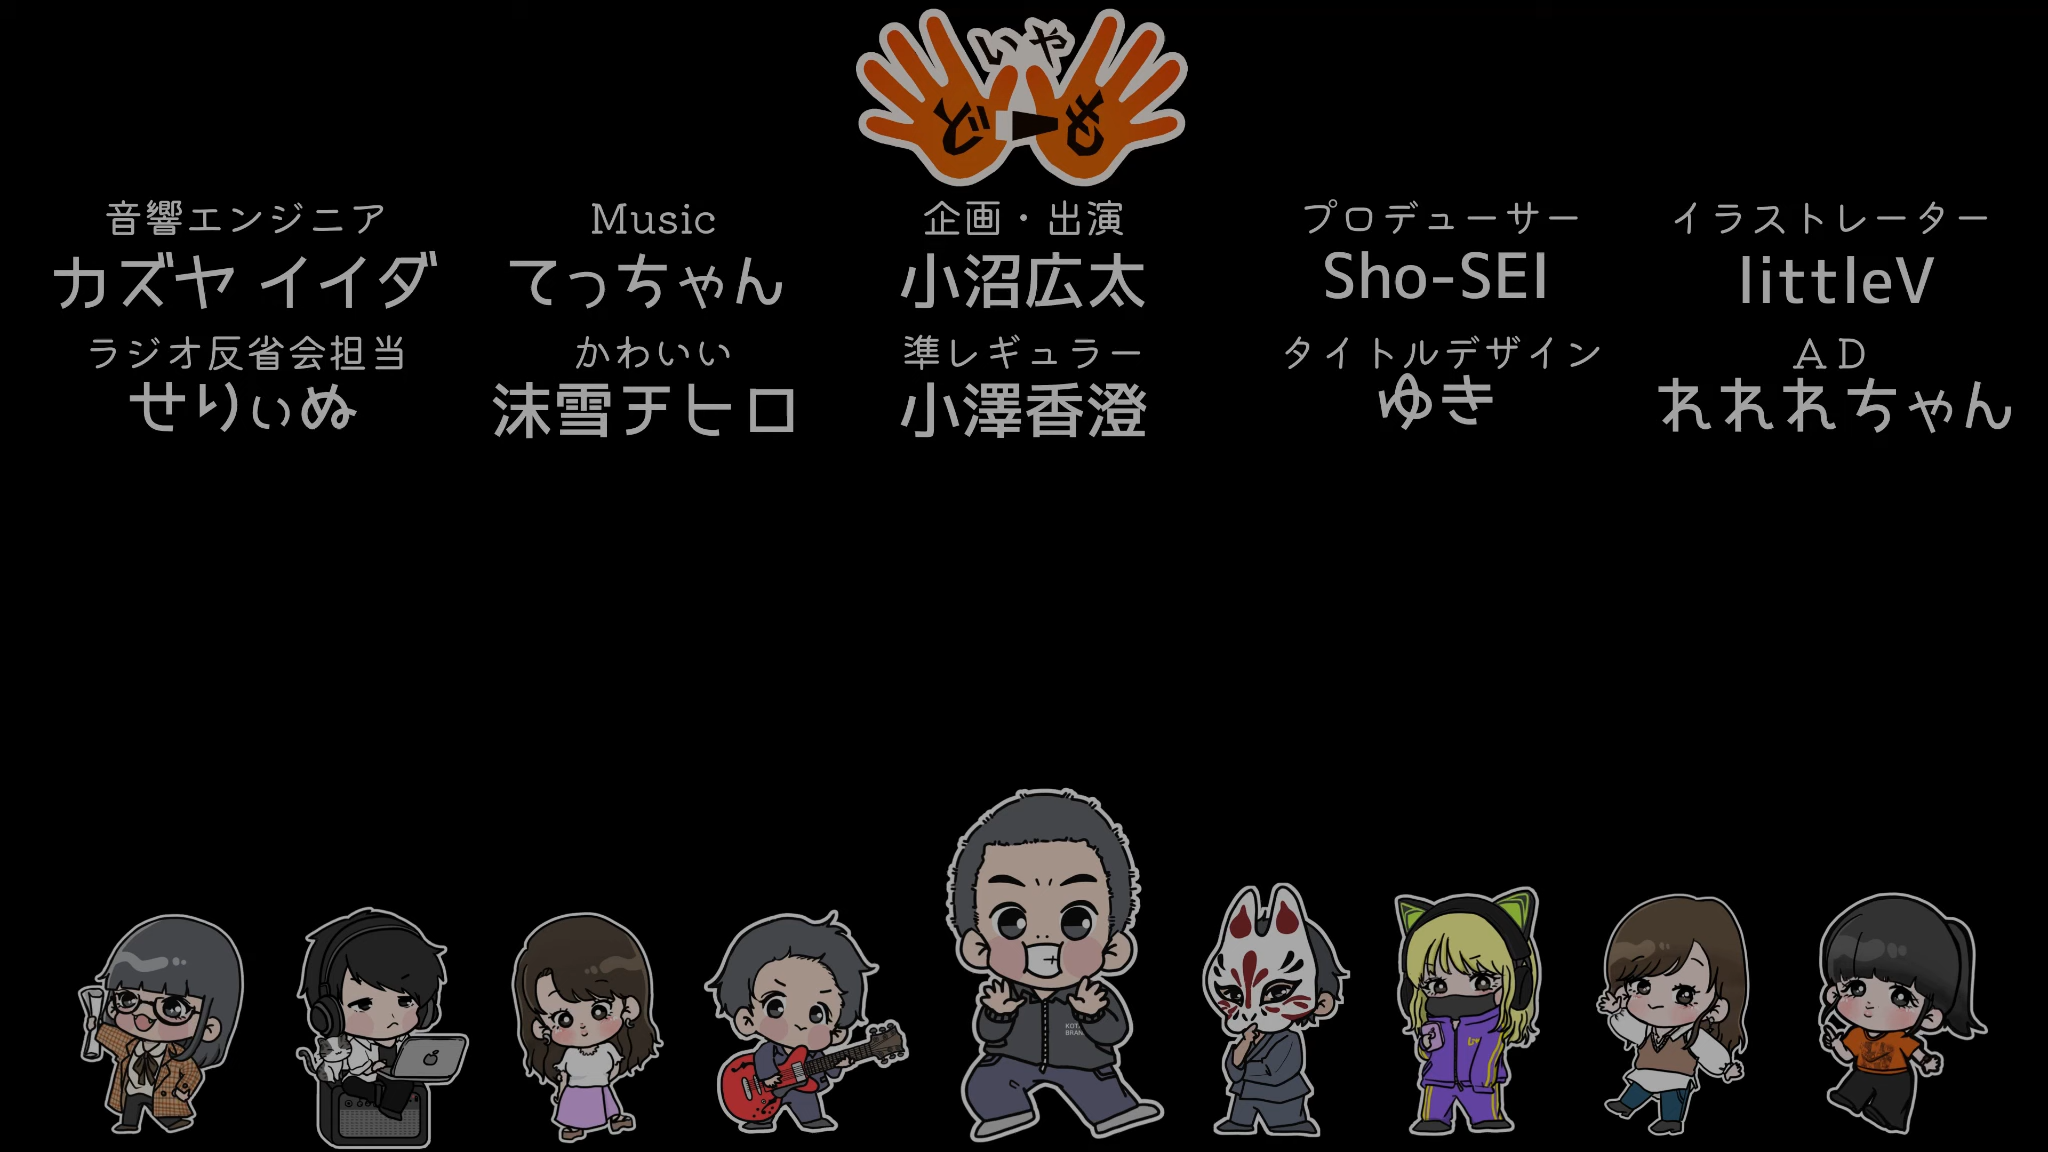 いや
ども
音響エンジニア
カズヤ イイダ
Music
てっちゃん
企画・出演
小沼広太
プロデューサー
Sho-SEI
イラストレーター
littleV
ラジオ反省会担当
せりぃぬ
かわいい
沫雪チヒロ
準レギュラー
小澤香澄
タイトルデザイン
ゆき
AD
れれれちゃん